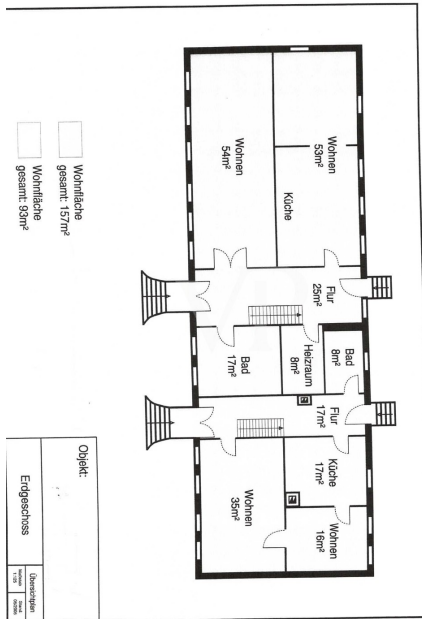 Wohnen
53m²
Wohnen
54m²
Küche
Flur
25m²
Bad
8m²
Heizraum
8m²
Bad
17m²
Flur
17m²
Küche
17m²
Wohnen
35m²
Wohnen
16m²
Wohnfläche
gesamt: 157m²
Wohnfläche
gesamt: 93m²
Objekt:
Erdgeschoss
Übersichtsplan